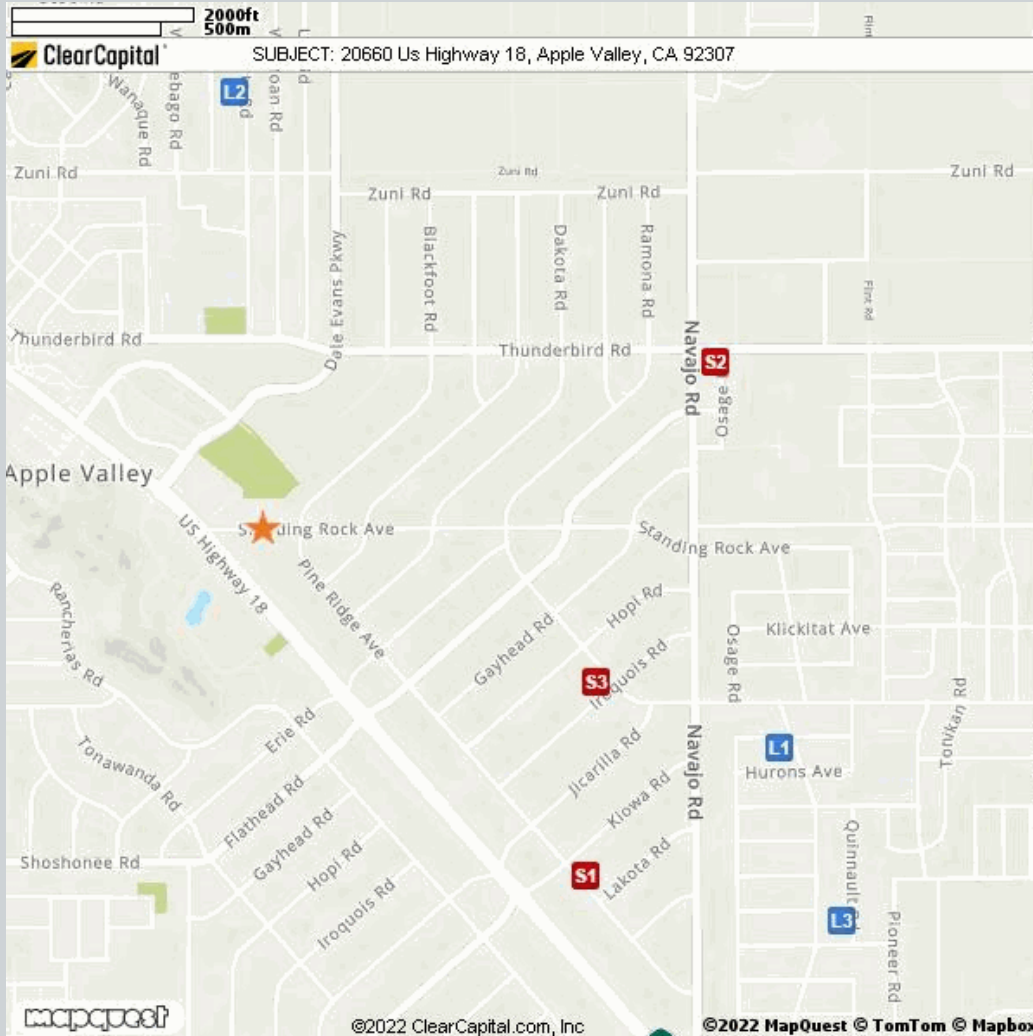 2000ft
500m
ClearCapital
SUBJECT: 20660 Us Highway 18, Apple Valley, CA 92307
Wanaque Rd
ebago Rd
L2
oan Rd
Zuni Rd
Zuni Rd
Zuni Rd
Zuni Rd
Zuni Rd
Dale Evans Pkwy
Blackfoot Rd
Dakota Rd
Ramona Rd
Flint Rd
Thunderbird Rd
Thunderbird Rd
Navajo Rd
S2
Osage
Apple Valley
US Highway 18
Standing Rock Ave
Standing Rock Ave
Pine Ridge Ave
Rancherias Rd
Gayhead Rd
Hopi Rd
Klickitat Ave
Osage Rd
S3
Iroquois Rd
Tonikan Rd
Erie Rd
Jicarilla Rd
Navajo Rd
L1
Hurons Ave
Tonawanda Rd
Flathead Rd
Kiowa Rd
Gayhead Rd
Shoshonee Rd
Hopi Rd
Lakota Rd
S1
Iroquois Rd
Quinnault Rd
L3
Pioneer Rd
mapquest
©2022 ClearCapital.com, Inc
©2022 MapQuest © TomTom © Mapbox